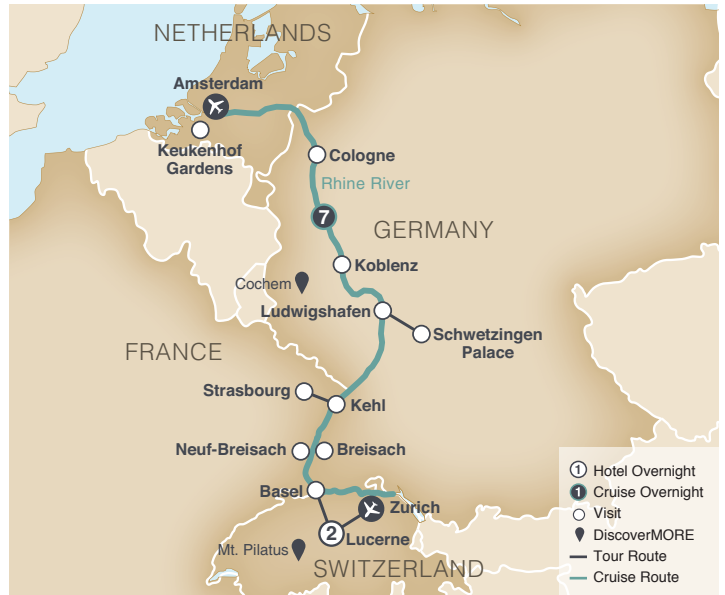 NETHERLANDS
Amsterdam
Keukenhof
Gardens
Cologne
Rhine River
7
GERMANY
Koblenz
Cochem
Ludwigshafen
Schwetzingen
Palace
FRANCE
Strasbourg
Kehl
Neuf-Breisach
Breisach
Basel
Zurich
2
Lucerne
Mt. Pilatus
SWITZERLAND
1 Hotel Overnight
1 Cruise Overnight
Visit
DiscoverMORE
Tour Route
Cruise Route